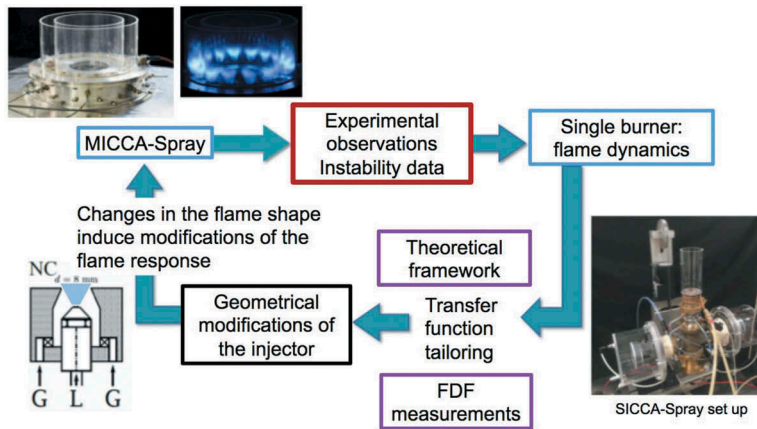 MICCA-Spray
Experimental
observations
Instability data
Single burner:
flame dynamics
Changes in the flame shape
induce modifications of the
flame response
Theoretical
framework
NC
d = 8 mm
Geometrical
modifications of
the injector
Transfer
function
tailoring
FDF
measurements
G L G
SICCA-Spray set up